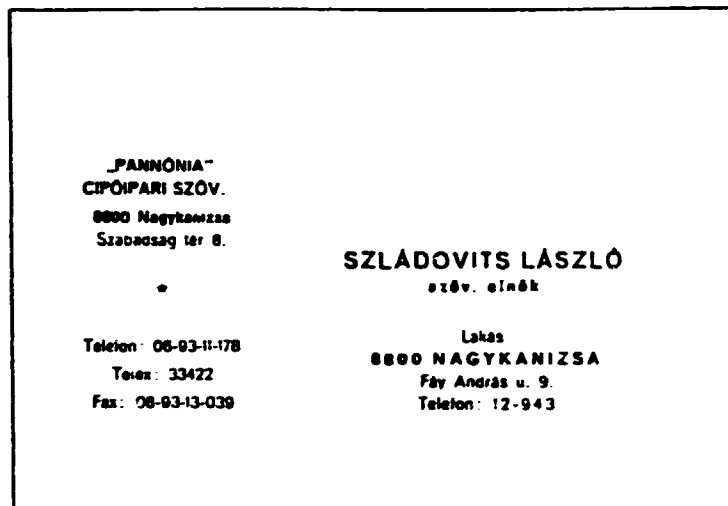 „PANNÓNIA"
CIPŐIPARI SZÖV.
8800 Nagykanizsa
Szabadság tér 8.
*
Telefon: 06-93-11-178
Telex: 33422
Fax: 06-93-13-039
SZLÁDOVITS LÁSZLÓ
szöv. elnök
Lakás
8800 NAGYKANIZSA
Fáy András u. 9.
Telefon: 12-943